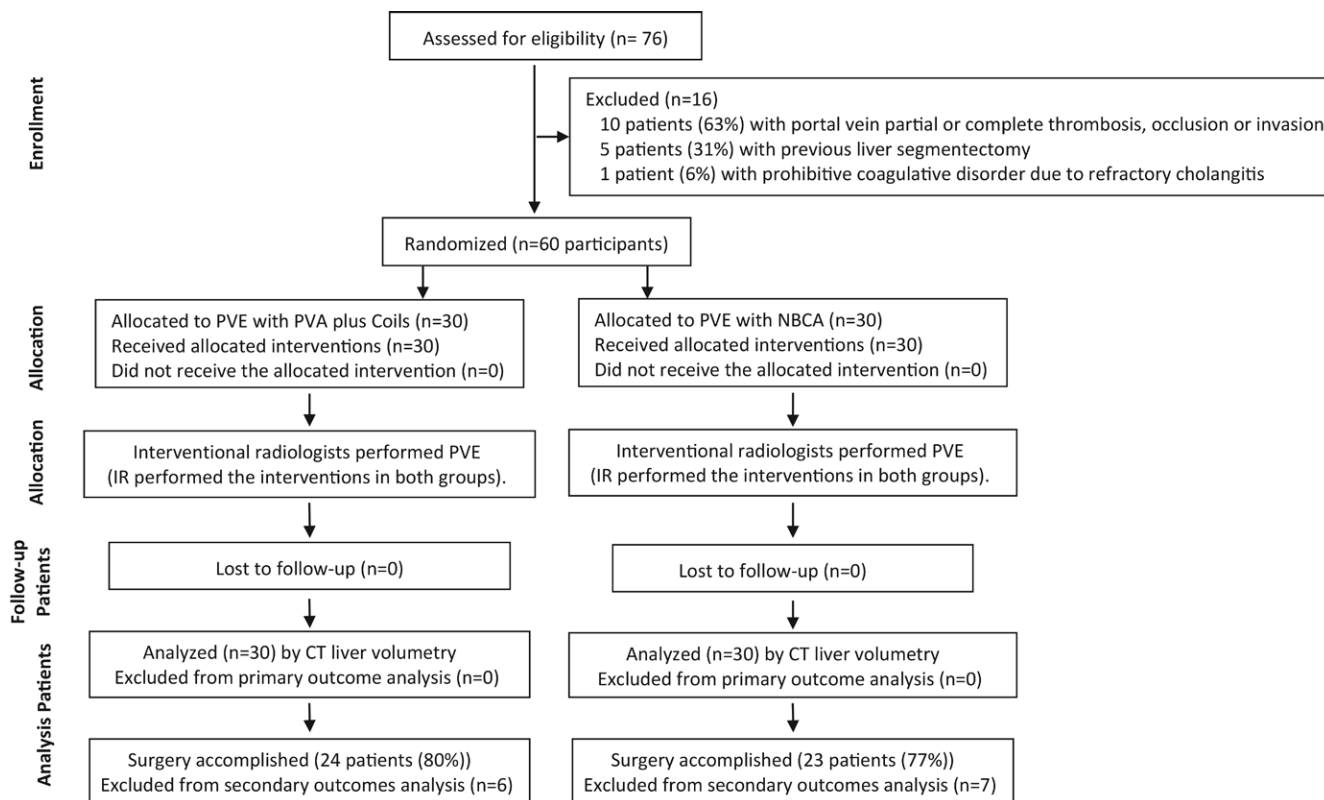 Assessed for eligibility (n= 76)
Enrollment
Excluded (n=16)
10 patients (63%) with portal vein partial or complete thrombosis, occlusion or invasion
5 patients (31%) with previous liver segmentectomy
1 patient (6%) with prohibitive coagulative disorder due to refractory cholangitis
Randomized (n=60 participants)
Allocation
Allocated to PVE with PVA plus Coils (n=30)
Received allocated interventions (n=30)
Did not receive the allocated intervention (n=0)
Allocated to PVE with NBCA (n=30)
Received allocated interventions (n=30)
Did not receive the allocated intervention (n=0)
Allocation
Interventional radiologists performed PVE
(IR performed the interventions in both groups).
Interventional radiologists performed PVE
(IR performed the interventions in both groups).
Follow-up
Patients
Lost to follow-up (n=0)
Lost to follow-up (n=0)
Analysis Patients
Analyzed (n=30) by CT liver volumetry
Excluded from primary outcome analysis (n=0)
Analyzed (n=30) by CT liver volumetry
Excluded from primary outcome analysis (n=0)
Surgery accomplished (24 patients (80%))
Excluded from secondary outcomes analysis (n=6)
Surgery accomplished (23 patients (77%))
Excluded from secondary outcomes analysis (n=7)